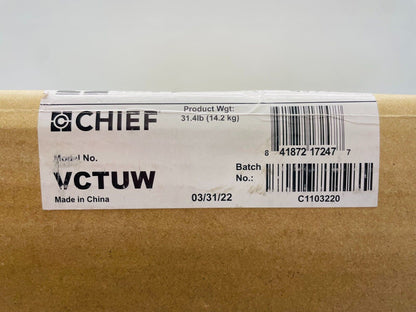 CHIEF
Product Wgt:
31.4lb (14.2 kg)
8 41872 17247 7
Model No.
VCTUW
Batch
No.:
Made in China
03/31/22
C1103220